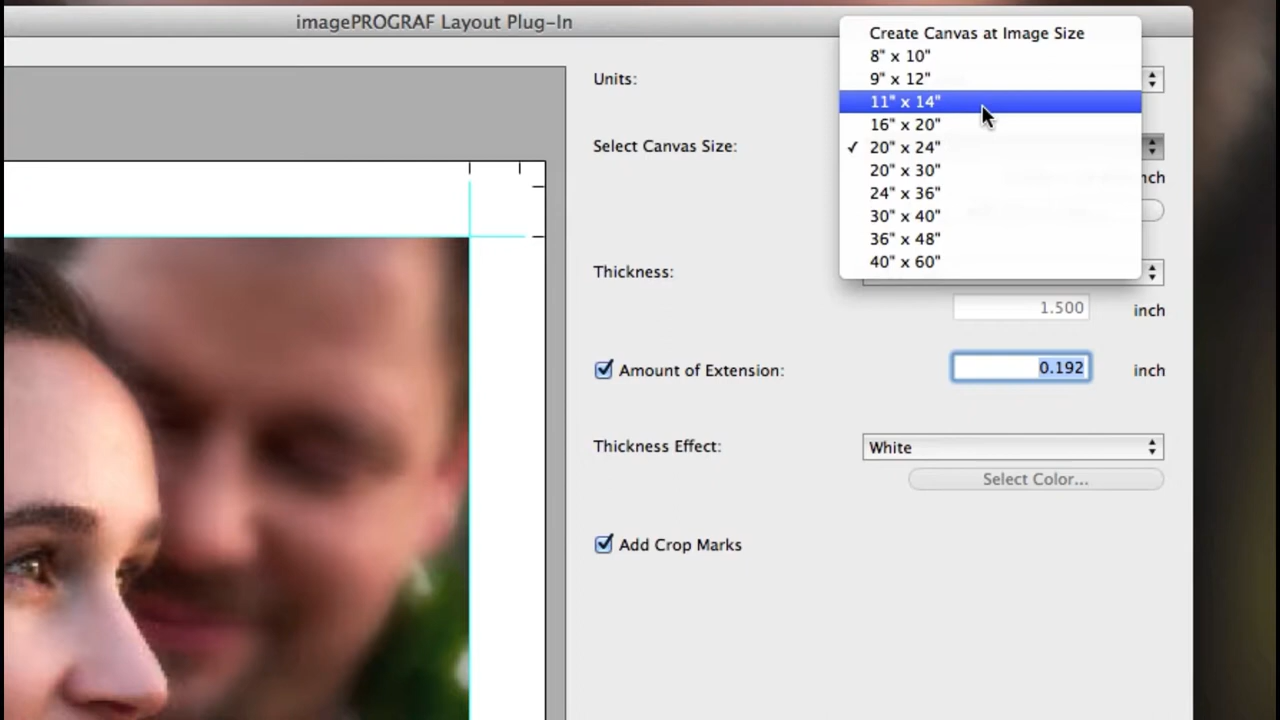 imagePROGRAF Layout Plug-In
Create Canvas at Image Size
8" x 10"
9" x 12"
11" x 14"
16" x 20"
✓ 20" x 24"
20" x 30"
24" x 36"
30" x 40"
36" x 48"
40" x 60"
Units:
Select Canvas Size:
nch
Thickness:
1.500 inch
Amount of Extension: 0.192 inch
Thickness Effect: White
Select Color...
Add Crop Marks